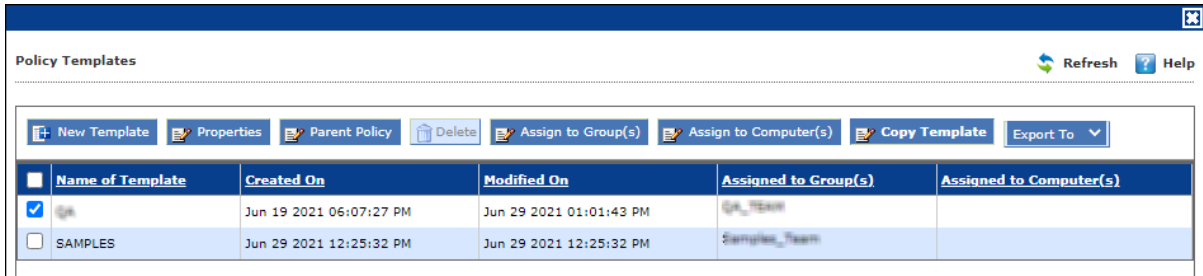 Policy Templates Refresh ? Help
New Template Properties Parent Policy Delete Assign to Group(s) Assign to Computer(s) Copy Template Export To
Name of Template Created On Modified On Assigned to Group(s) Assigned to Computer(s)
Jun 19 2021 06:07:27 PM Jun 29 2021 01:01:43 PM
SAMPLES Jun 29 2021 12:25:32 PM Jun 29 2021 12:25:32 PM